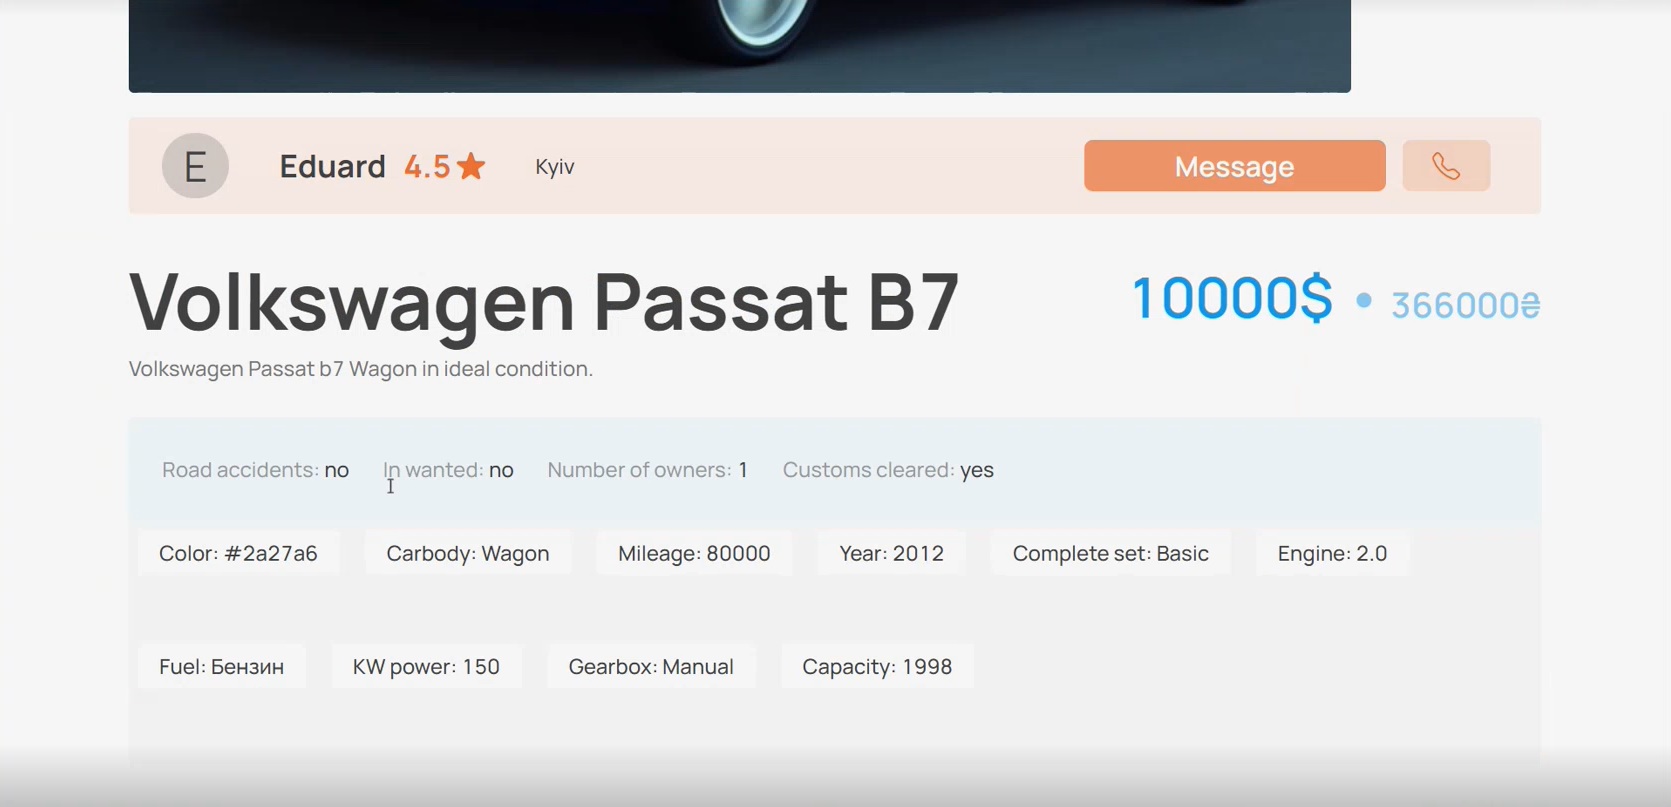 E Eduard 4.5 Kyiv Message
Volkswagen Passat B7 10000$ • 366000₴
Volkswagen Passat b7 Wagon in ideal condition.
Road accidents: no In wanted: no Number of owners: 1 Customs cleared: yes
Color: #2a27a6 Carbody: Wagon Mileage: 80000 Year: 2012 Complete set: Basic Engine: 2.0
Fuel: Бензин KW power: 150 Gearbox: Manual Capacity: 1998